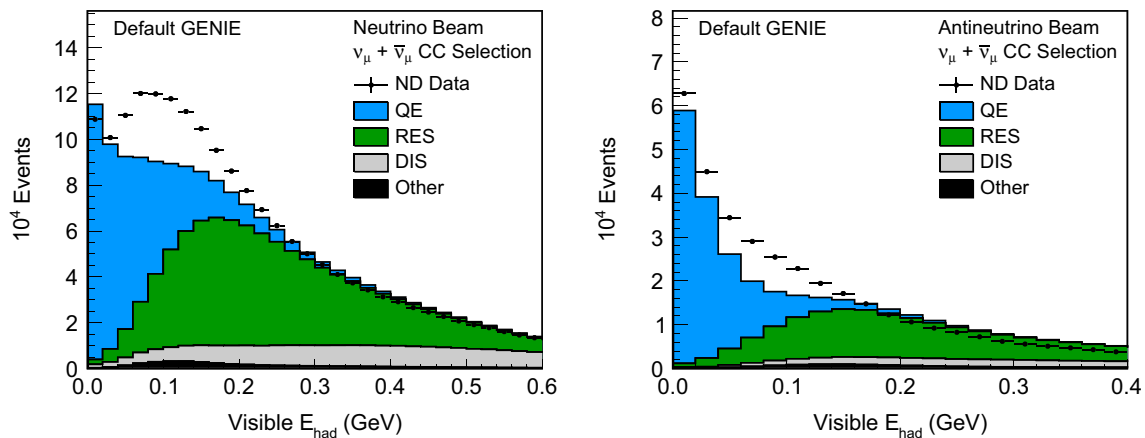 Default GENIE
Neutrino Beam
νμ + ν̅μ CC Selection
ND Data
QE
RES
DIS
Other
10⁴ Events
14
12
10
8
6
4
2
0
0.0 0.1 0.2 0.3 0.4 0.5 0.6
Visible E_had (GeV)
Default GENIE
Antineutrino Beam
νμ + ν̅μ CC Selection
ND Data
QE
RES
DIS
Other
10⁴ Events
8
7
6
5
4
3
2
1
0
0.0 0.1 0.2 0.3 0.4
Visible E_had (GeV)